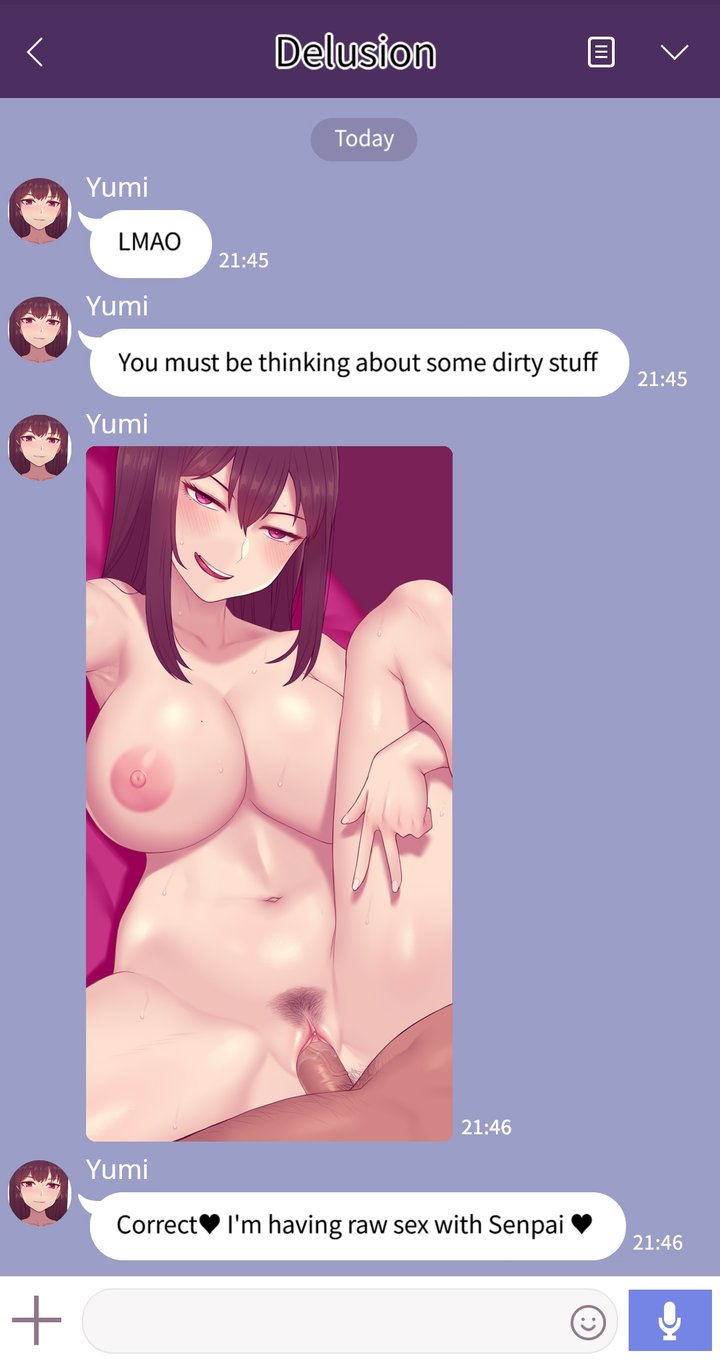 Delusion
Today
Yumi
LMAO
21:45
Yumi
You must be thinking about some dirty stuff
21:45
Yumi
21:46
Yumi
Correct♥ I'm having raw sex with Senpai ♥
21:46